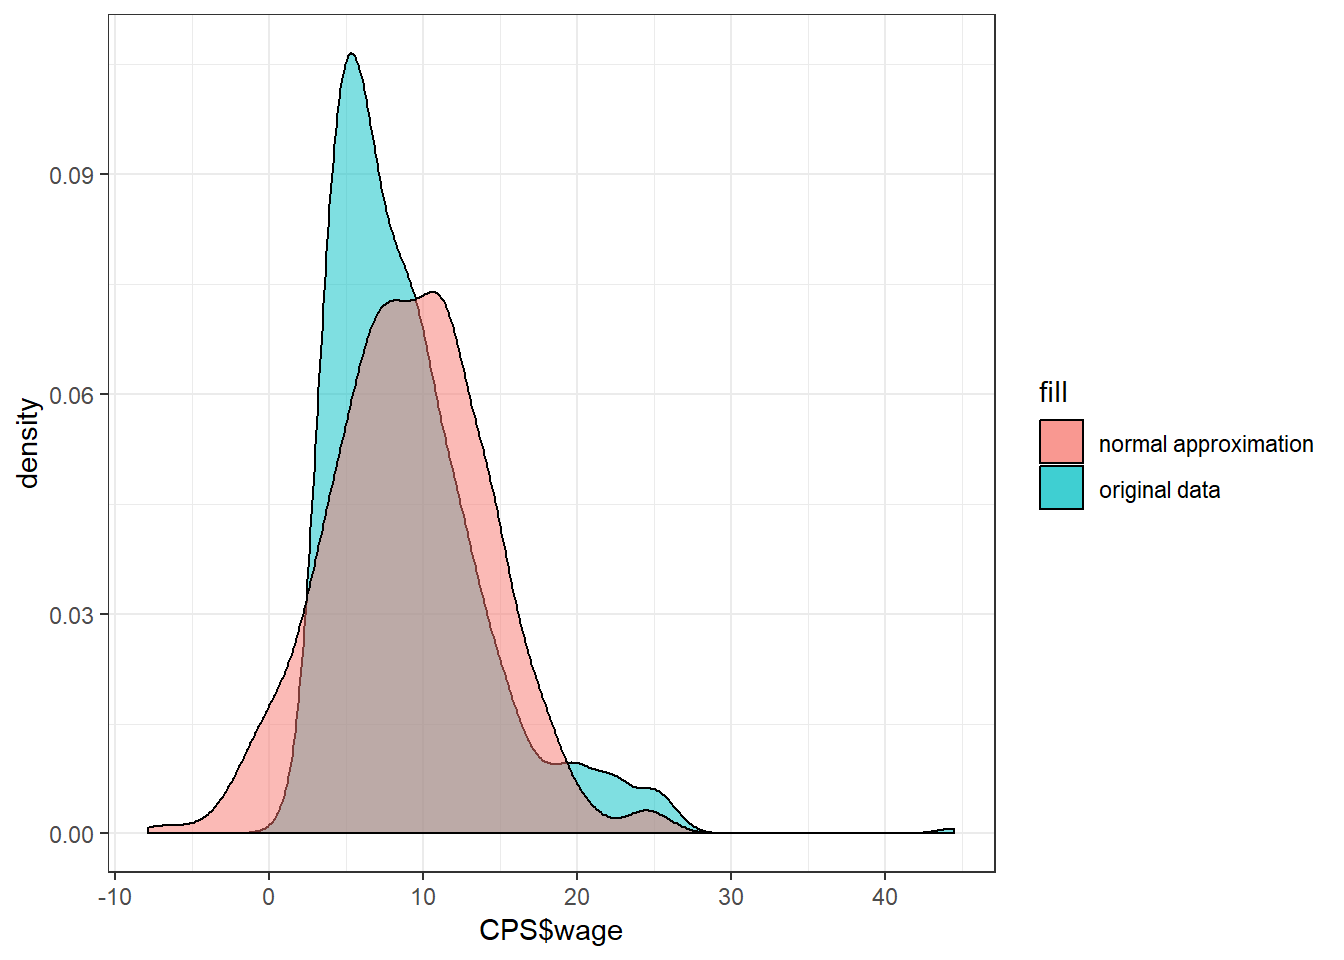 0.09
0.06
0.03
0.00
density
-10 0 10 20 30 40
CPS$wage
fill
normal approximation
original data